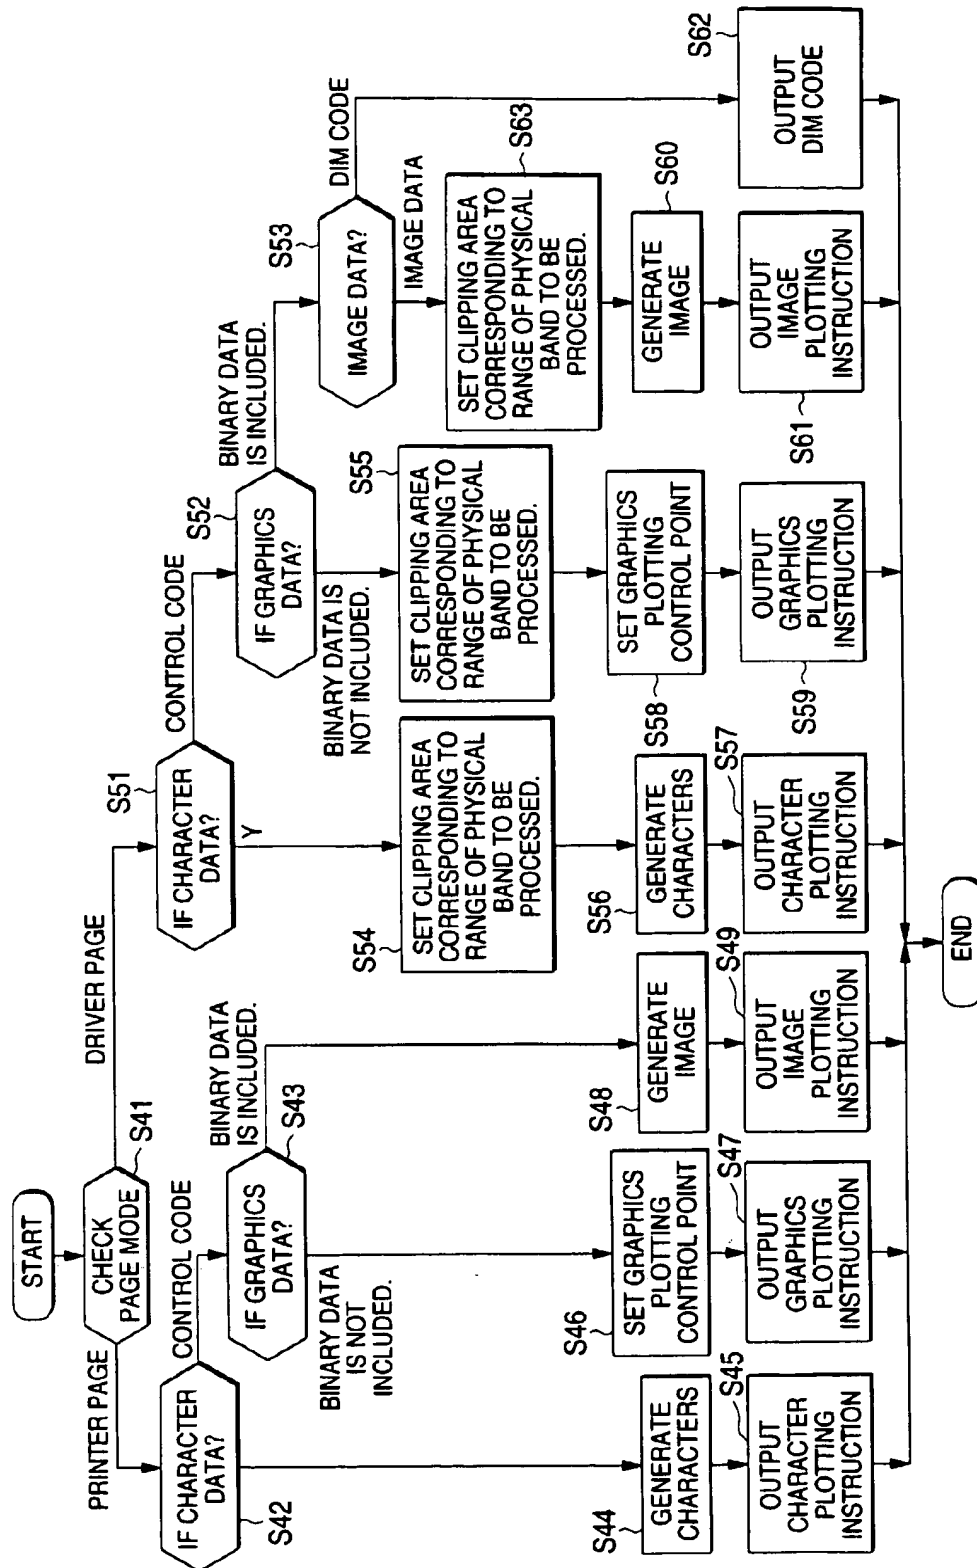 START
CHECK
PAGE MODE
S41
PRINTER PAGE
DRIVER PAGE
IF CHARACTER
DATA?
S42
CONTROL CODE
IF GRAPHICS
DATA?
S43
BINARY DATA
IS INCLUDED.
BINARY DATA
IS NOT
INCLUDED.
S44
GENERATE
CHARACTERS
S45
OUTPUT
CHARACTER
PLOTTING
INSTRUCTION
S46
SET GRAPHICS
PLOTTING
CONTROL POINT
S47
OUTPUT
GRAPHICS
PLOTTING
INSTRUCTION
S48
GENERATE
IMAGE
S49
OUTPUT
IMAGE
PLOTTING
INSTRUCTION
IF CHARACTER
DATA?
S51
Y
CONTROL CODE
IF GRAPHICS
DATA?
S52
BINARY DATA
IS INCLUDED.
BINARY DATA IS
NOT INCLUDED.
IMAGE DATA?
S53
DIM CODE
IMAGE DATA
S54
SET CLIPPING AREA
CORRESPONDING TO
RANGE OF PHYSICAL
BAND TO BE
PROCESSED.
S55
SET CLIPPING AREA
CORRESPONDING TO
RANGE OF PHYSICAL
BAND TO BE
PROCESSED.
S63
SET CLIPPING AREA
CORRESPONDING TO
RANGE OF PHYSICAL
BAND TO BE
PROCESSED.
S56
GENERATE
CHARACTERS
S57
OUTPUT
CHARACTER
PLOTTING
INSTRUCTION
S58
SET GRAPHICS
PLOTTING
CONTROL POINT
S59
OUTPUT
GRAPHICS
PLOTTING
INSTRUCTION
S60
GENERATE
IMAGE
S61
OUTPUT
IMAGE
PLOTTING
INSTRUCTION
S62
OUTPUT
DIM CODE
END